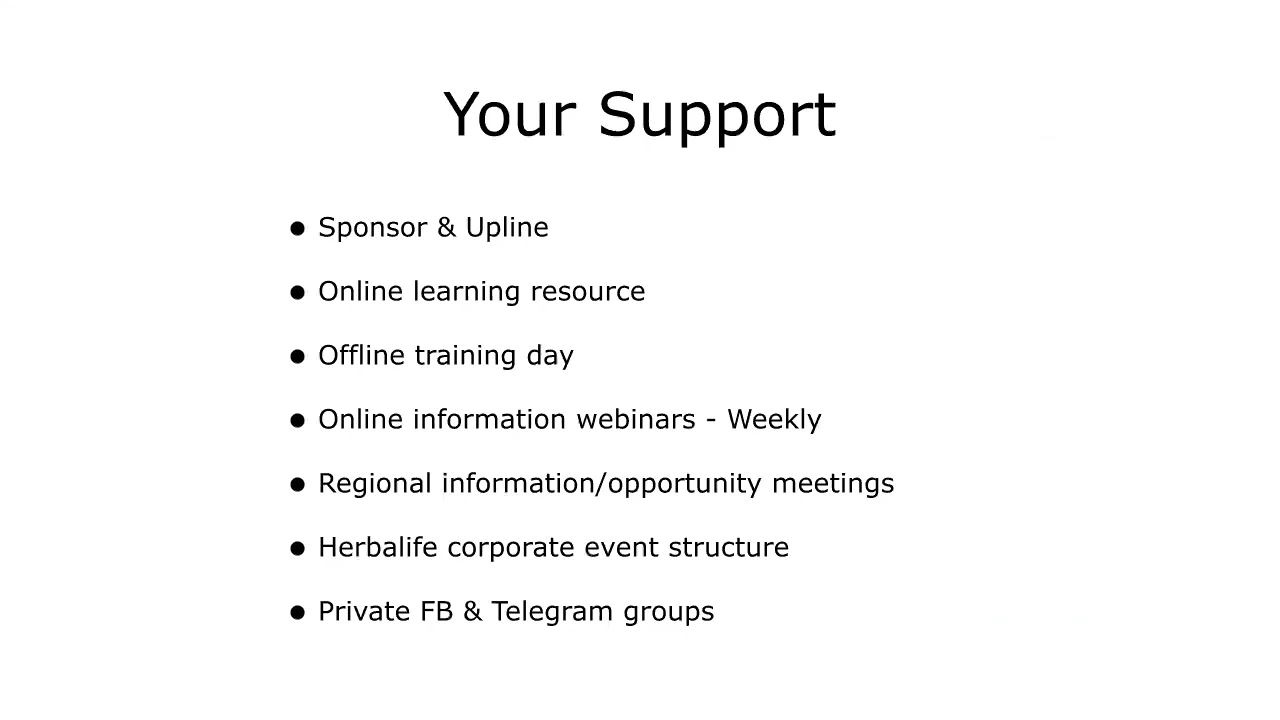 Your Support
• Sponsor & Upline
• Online learning resource
• Offline training day
• Online information webinars - Weekly
• Regional information/opportunity meetings
• Herbalife corporate event structure
• Private FB & Telegram groups